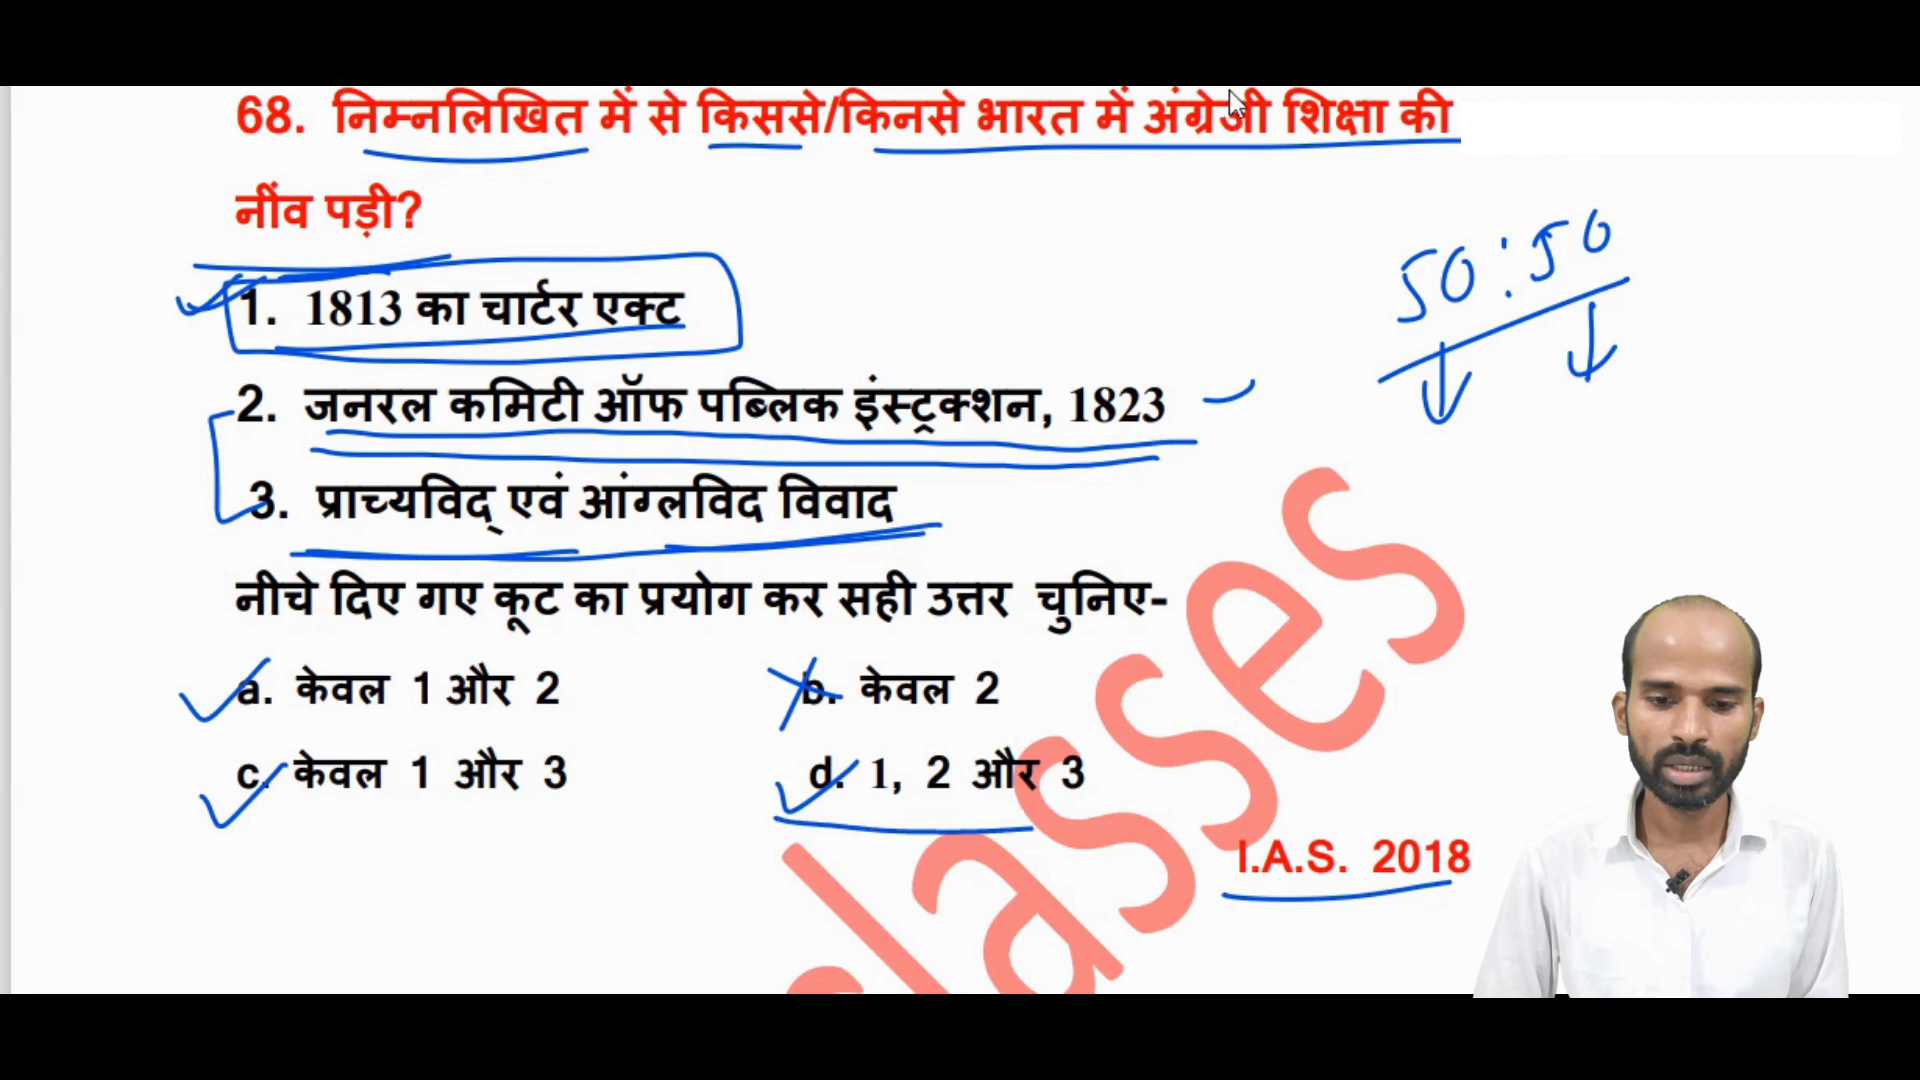 68. निम्नलिखित में से किससे/किनसे भारत में अंग्रेजी शिक्षा की
नींव पड़ी?
50:50
1. 1813 का चार्टर एक्ट
2. जनरल कमिटी ऑफ पब्लिक इंस्ट्रक्शन, 1823
3. प्राच्यविद् एवं आंग्लविद विवाद
नीचे दिए गए कूट का प्रयोग कर सही उत्तर चुनिए-
a. केवल 1 और 2 b. केवल 2
c. केवल 1 और 3 d. 1, 2 और 3
I.A.S. 2018
lasses